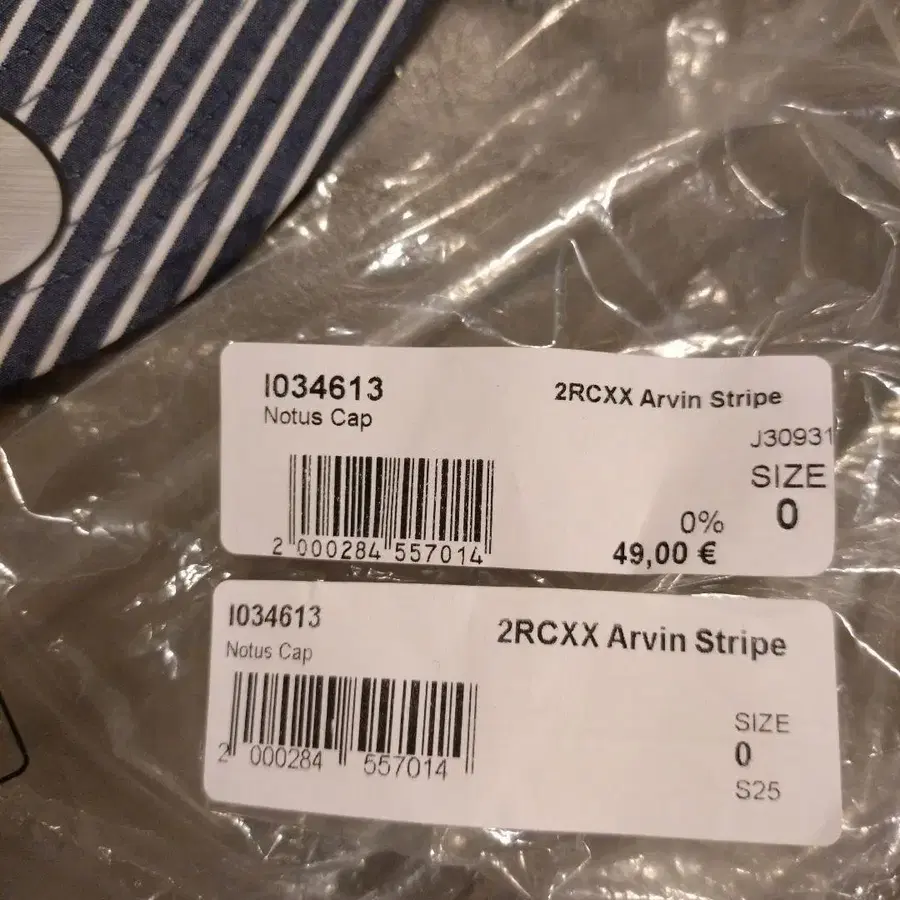 I034613
Notus Cap
2RCXX Arvin Stripe
J30931
SIZE
0
0%
49,00 €
2 000284 557014
I034613
Notus Cap
2RCXX Arvin Stripe
2 000284 557014
SIZE
0
S25